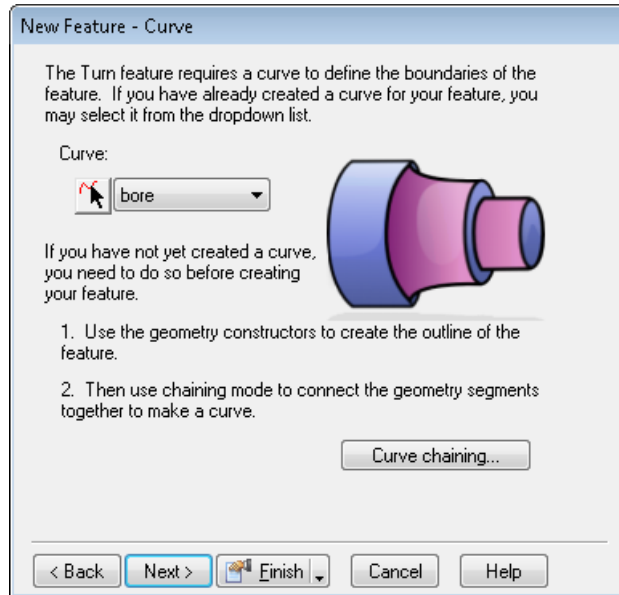 New Feature - Curve
The Turn feature requires a curve to define the boundaries of the
feature. If you have already created a curve for your feature, you
may select it from the dropdown list.
Curve:
bore
If you have not yet created a curve,
you need to do so before creating
your feature.
1. Use the geometry constructors to create the outline of the
feature.
2. Then use chaining mode to connect the geometry segments
together to make a curve.
Curve chaining...
< Back Next > Finish Cancel Help